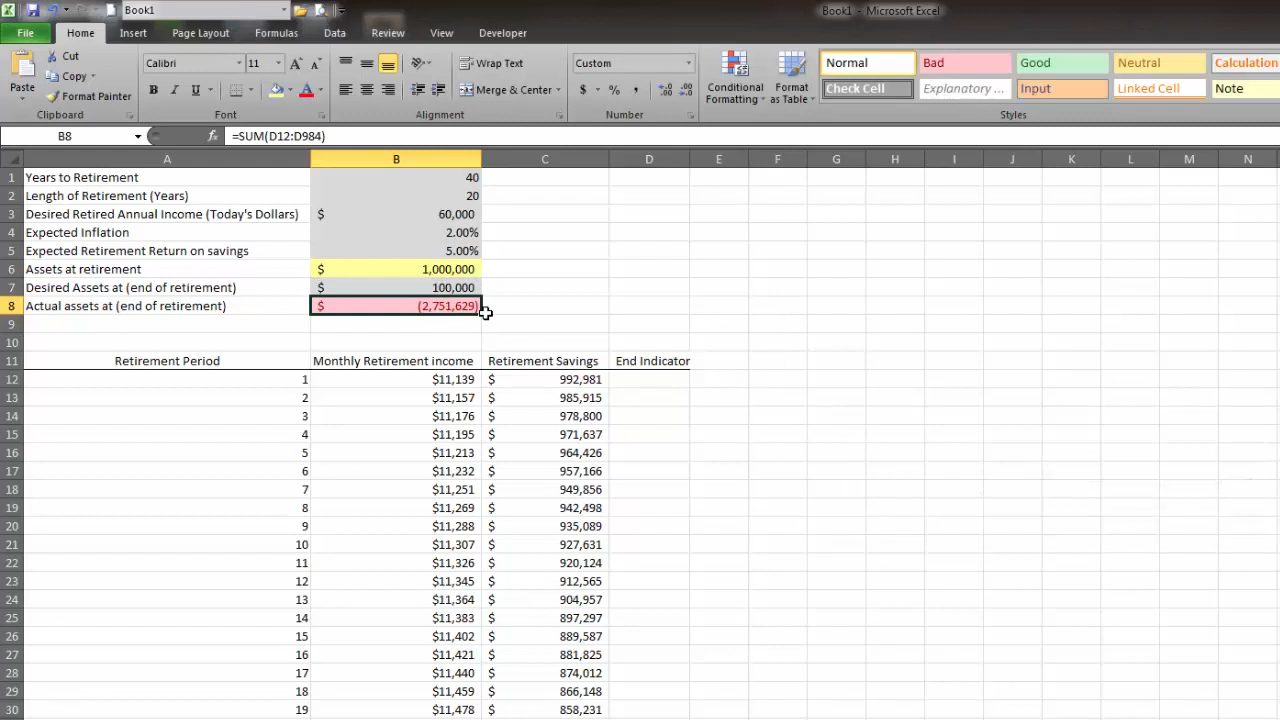 Book1
Book1 - Microsoft Excel
File Home Insert Page Layout Formulas Data Review View Developer
Paste
Cut
Copy
Format Painter
Clipboard
Calibri 11 A A
B I U A
Font
Wrap Text
Merge & Center
Alignment
Custom
$ % , .0 .00 .00 .0
Number
Conditional Formatting
Format as Table
Normal Bad Good Neutral Calculation
Check Cell Explanatory ... Input Linked Cell Note
Styles
B8 fx =SUM(D12:D984)
A B C D E F G H I J K L M N
1 Years to Retirement 40
2 Length of Retirement (Years) 20
3 Desired Retired Annual Income (Today's Dollars) $ 60,000
4 Expected Inflation 2.00%
5 Expected Retirement Return on savings 5.00%
6 Assets at retirement $ 1,000,000
7 Desired Assets at (end of retirement) $ 100,000
8 Actual assets at (end of retirement) $ (2,751,629)
9
10
11 Retirement Period Monthly Retirement income Retirement Savings End Indicator
12 1 $11,139 $ 992,981
13 2 $11,157 $ 985,915
14 3 $11,176 $ 978,800
15 4 $11,195 $ 971,637
16 5 $11,213 $ 964,426
17 6 $11,232 $ 957,166
18 7 $11,251 $ 949,856
19 8 $11,269 $ 942,498
20 9 $11,288 $ 935,089
21 10 $11,307 $ 927,631
22 11 $11,326 $ 920,124
23 12 $11,345 $ 912,565
24 13 $11,364 $ 904,957
25 14 $11,383 $ 897,297
26 15 $11,402 $ 889,587
27 16 $11,421 $ 881,825
28 17 $11,440 $ 874,012
29 18 $11,459 $ 866,148
30 19 $11,478 $ 858,231